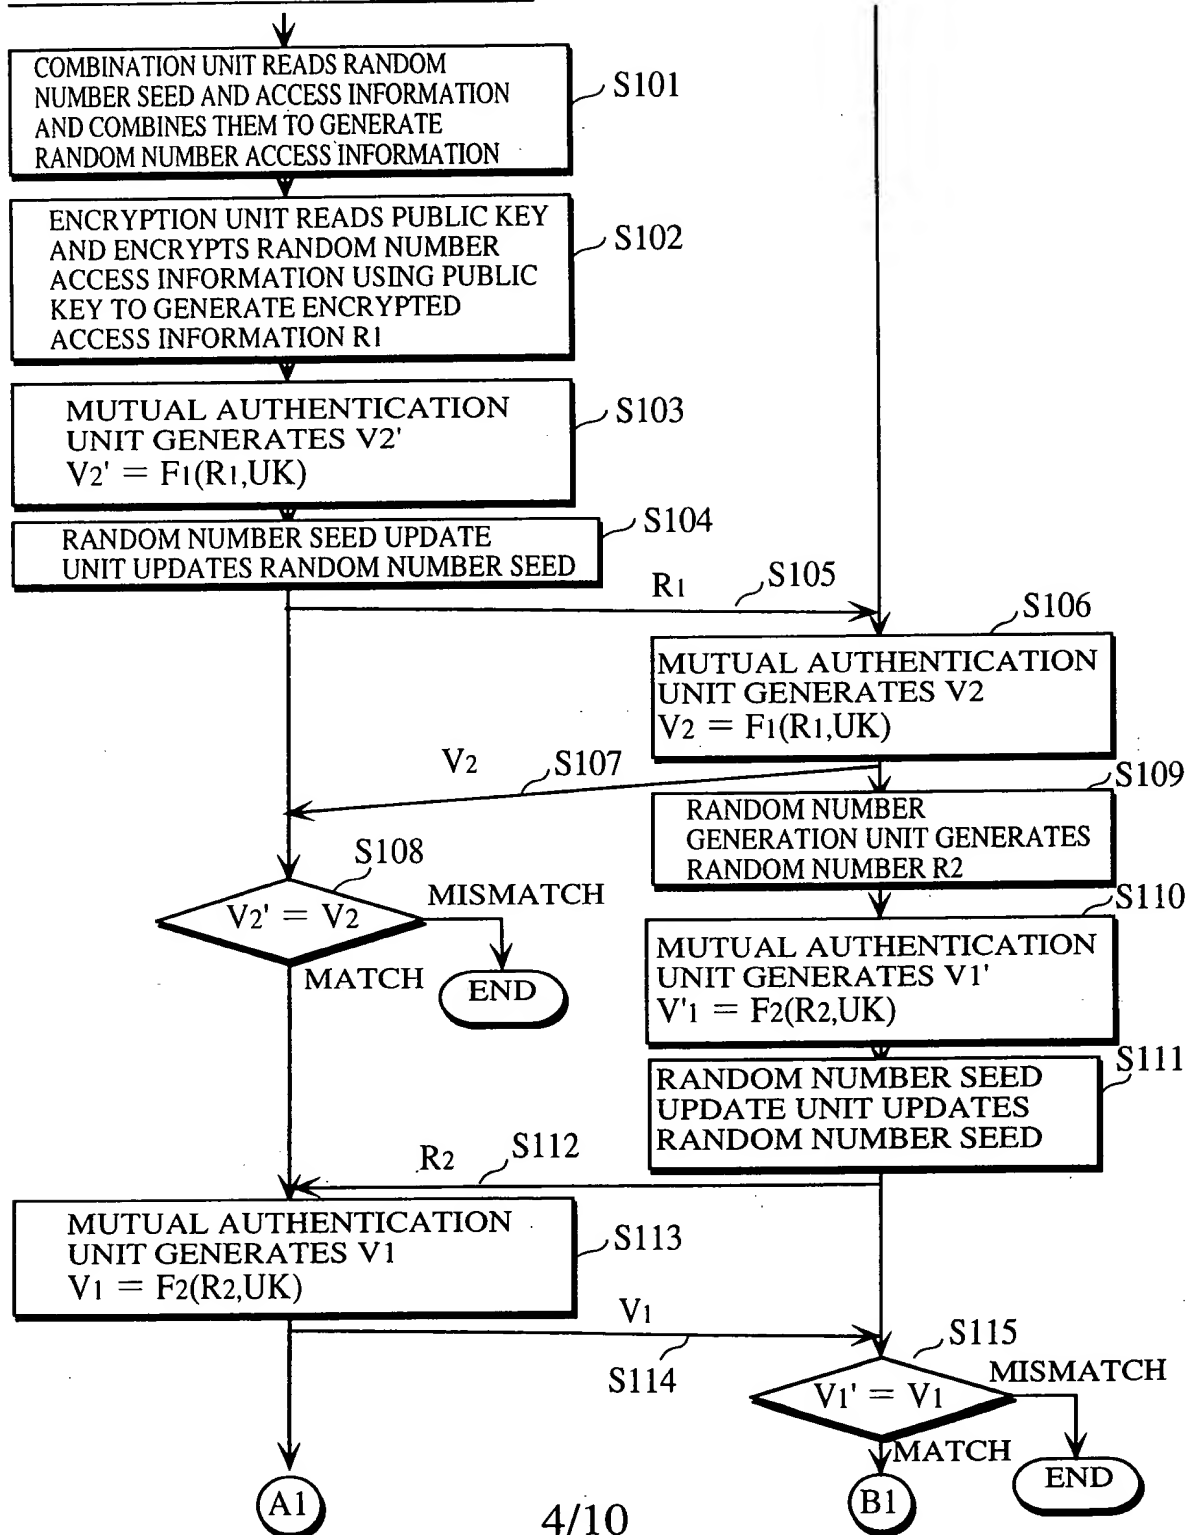 COMBINATION UNIT READS RANDOM
NUMBER SEED AND ACCESS INFORMATION
AND COMBINES THEM TO GENERATE
RANDOM NUMBER ACCESS INFORMATION
S101
ENCRYPTION UNIT READS PUBLIC KEY
AND ENCRYPTS RANDOM NUMBER
ACCESS INFORMATION USING PUBLIC
KEY TO GENERATE ENCRYPTED
ACCESS INFORMATION R1
S102
MUTUAL AUTHENTICATION
UNIT GENERATES V2'
V2' = F1(R1,UK)
S103
RANDOM NUMBER SEED UPDATE
UNIT UPDATES RANDOM NUMBER SEED
S104
R1
S105
S106
MUTUAL AUTHENTICATION
UNIT GENERATES V2
V2 = F1(R1,UK)
V2
S107
S109
RANDOM NUMBER
GENERATION UNIT GENERATES
RANDOM NUMBER R2
S108
V2' = V2
MISMATCH
MATCH
END
S110
MUTUAL AUTHENTICATION
UNIT GENERATES V1'
V'1 = F2(R2,UK)
S111
RANDOM NUMBER SEED
UPDATE UNIT UPDATES
RANDOM NUMBER SEED
R2
S112
MUTUAL AUTHENTICATION
UNIT GENERATES V1
V1 = F2(R2,UK)
S113
V1
S114
S115
V1' = V1
MISMATCH
MATCH
END
A1
B1
4/10